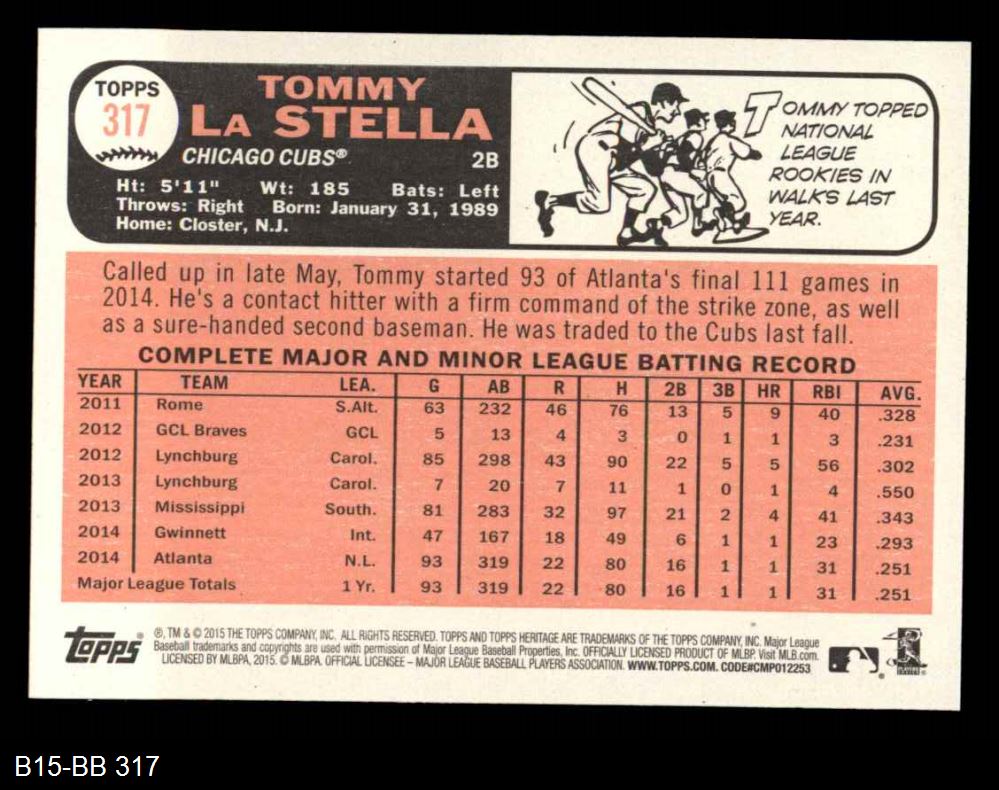 TOPPS
317
TOMMY
LA STELLA
CHICAGO CUBS® 2B
Ht: 5'11" Wt: 185 Bats: Left
Throws: Right Born: January 31, 1989
Home: Closter, N.J.
TOMMY TOPPED
NATIONAL
LEAGUE
ROOKIES IN
WALKS LAST
YEAR.
Called up in late May, Tommy started 93 of Atlanta's final 111 games in
2014. He's a contact hitter with a firm command of the strike zone, as well
as a sure-handed second baseman. He was traded to the Cubs last fall.
COMPLETE MAJOR AND MINOR LEAGUE BATTING RECORD
YEAR TEAM LEA. G AB R H 2B 3B HR RBI AVG.
2011 Rome S.Alt. 63 232 46 76 13 5 9 40 .328
2012 GCL Braves GCL 5 13 4 3 0 1 1 3 .231
2012 Lynchburg Carol. 85 298 43 90 22 5 5 56 .302
2013 Lynchburg Carol. 7 20 7 11 1 0 1 4 .550
2013 Mississippi South. 81 283 32 97 21 2 4 41 .343
2014 Gwinnett Int. 47 167 18 49 6 1 1 23 .293
2014 Atlanta N.L. 93 319 22 80 16 1 1 31 .251
Major League Totals 1 Yr. 93 319 22 80 16 1 1 31 .251
topps
®, TM & © 2015 THE TOPPS COMPANY, INC. ALL RIGHTS RESERVED. TOPPS AND TOPPS HERITAGE ARE TRADEMARKS OF THE TOPPS COMPANY, INC. Major League
Baseball trademarks and copyrights are used with permission of Major League Baseball Properties, Inc. OFFICIALLY LICENSED PRODUCT OF MLBP. Visit MLB.com.
LICENSED BY MLBPA, 2015. © MLBPA. OFFICIAL LICENSEE – MAJOR LEAGUE BASEBALL PLAYERS ASSOCIATION. WWW.TOPPS.COM. CODE#CMP012253
B15-BB 317